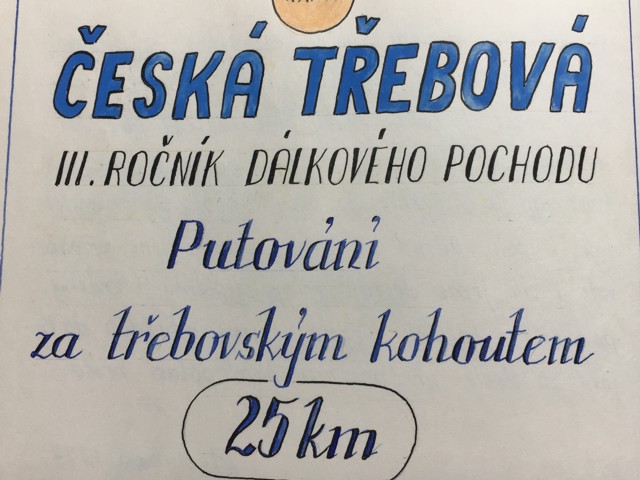 ČESKÁ TŘEBOVÁ
III. ROČNÍK DÁLKOVÉHO POCHODU
Putování
za třebovským kohoutem
25 km